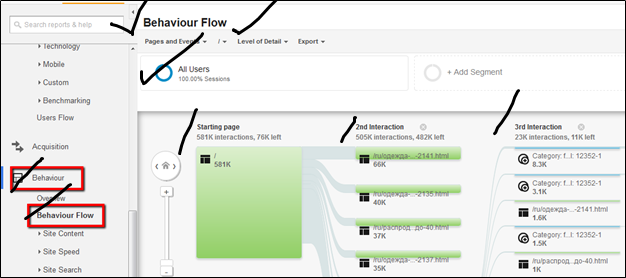 Search reports & help
Technology
Mobile
Custom
Benchmarking
Users Flow
Acquisition
Behaviour
Overview
Behaviour Flow
Site Content
Site Speed
Site Search
Behaviour Flow
Pages and Events
/
Level of Detail
Export
All Users
100.00% Sessions
+ Add Segment
Starting page
581K interactions, 76K left
/
581K
2nd Interaction
505K interactions, 482K left
/ru/одежда-...-2141.html
66K
/ru/одежда-...-2135.html
40K
/ru/распрод...до-40.html
37K
/ru/одежда-...-2137.html
35K
3rd Interaction
23K interactions, 11K left
Category: f...l: 12352-1
8.3K
Category: f...l: 12352-1
3.1K
/ru/одежда-...-2141.html
1.6K
Category: f...l: 12352-1
1.5K
/ru/распрод...до-40.html
1K